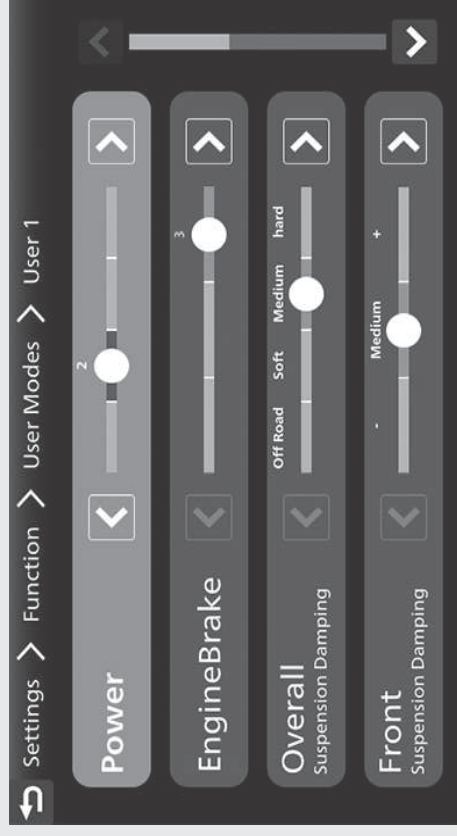 Settings > Function > User Modes > User 1
Power
2
EngineBrake
3
Overall
Suspension Damping
Off Road Soft Medium hard
Front
Suspension Damping
- Medium +